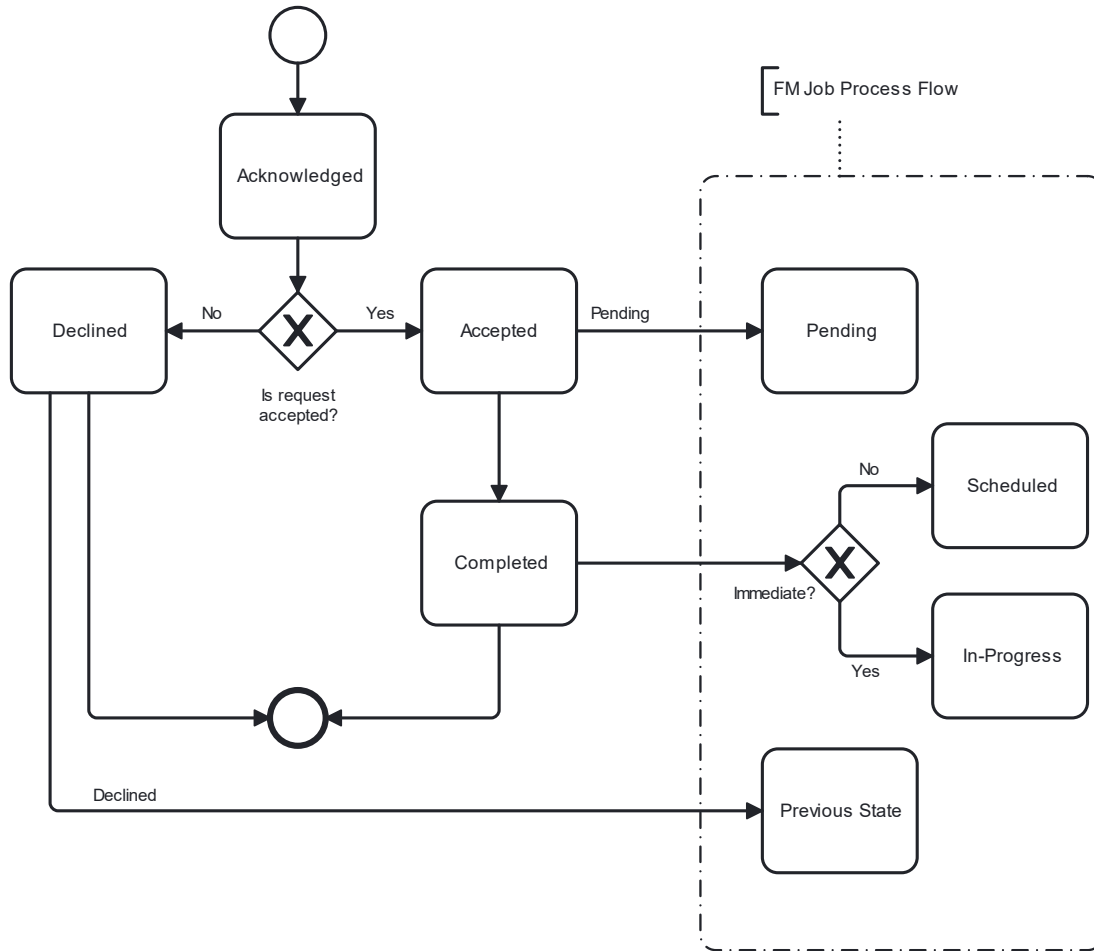 FM Job Process Flow
Acknowledged
No
Yes
Pending
Declined
Accepted
Pending
Is request
accepted?
No
Scheduled
Completed
Immediate?
In-Progress
Yes
Declined
Previous State